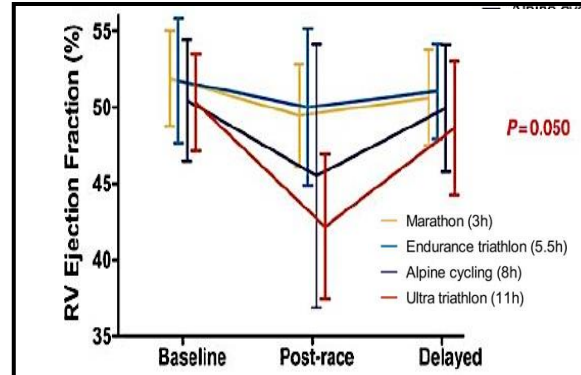 55
50
45
40
35
RV Ejection Fraction (%)
P=0.050
Marathon (3h)
Endurance triathlon (5.5h)
Alpine cycling (8h)
Ultra triathlon (11h)
Baseline Post-race Delayed